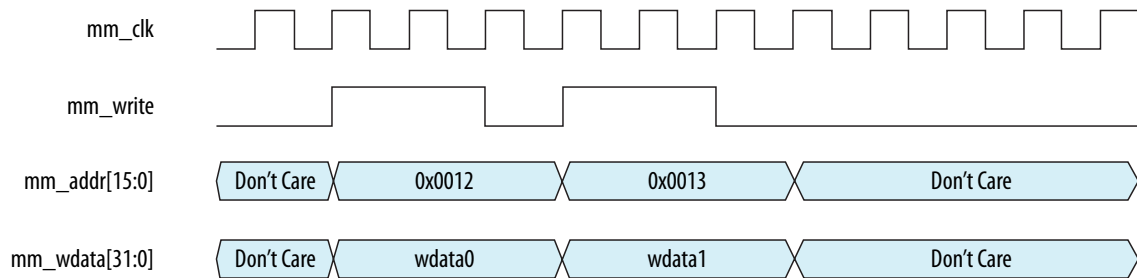 mm_clk
mm_write
mm_addr[15:0] Don't Care 0x0012 0x0013 Don't Care
mm_wdata[31:0] Don't Care wdata0 wdata1 Don't Care